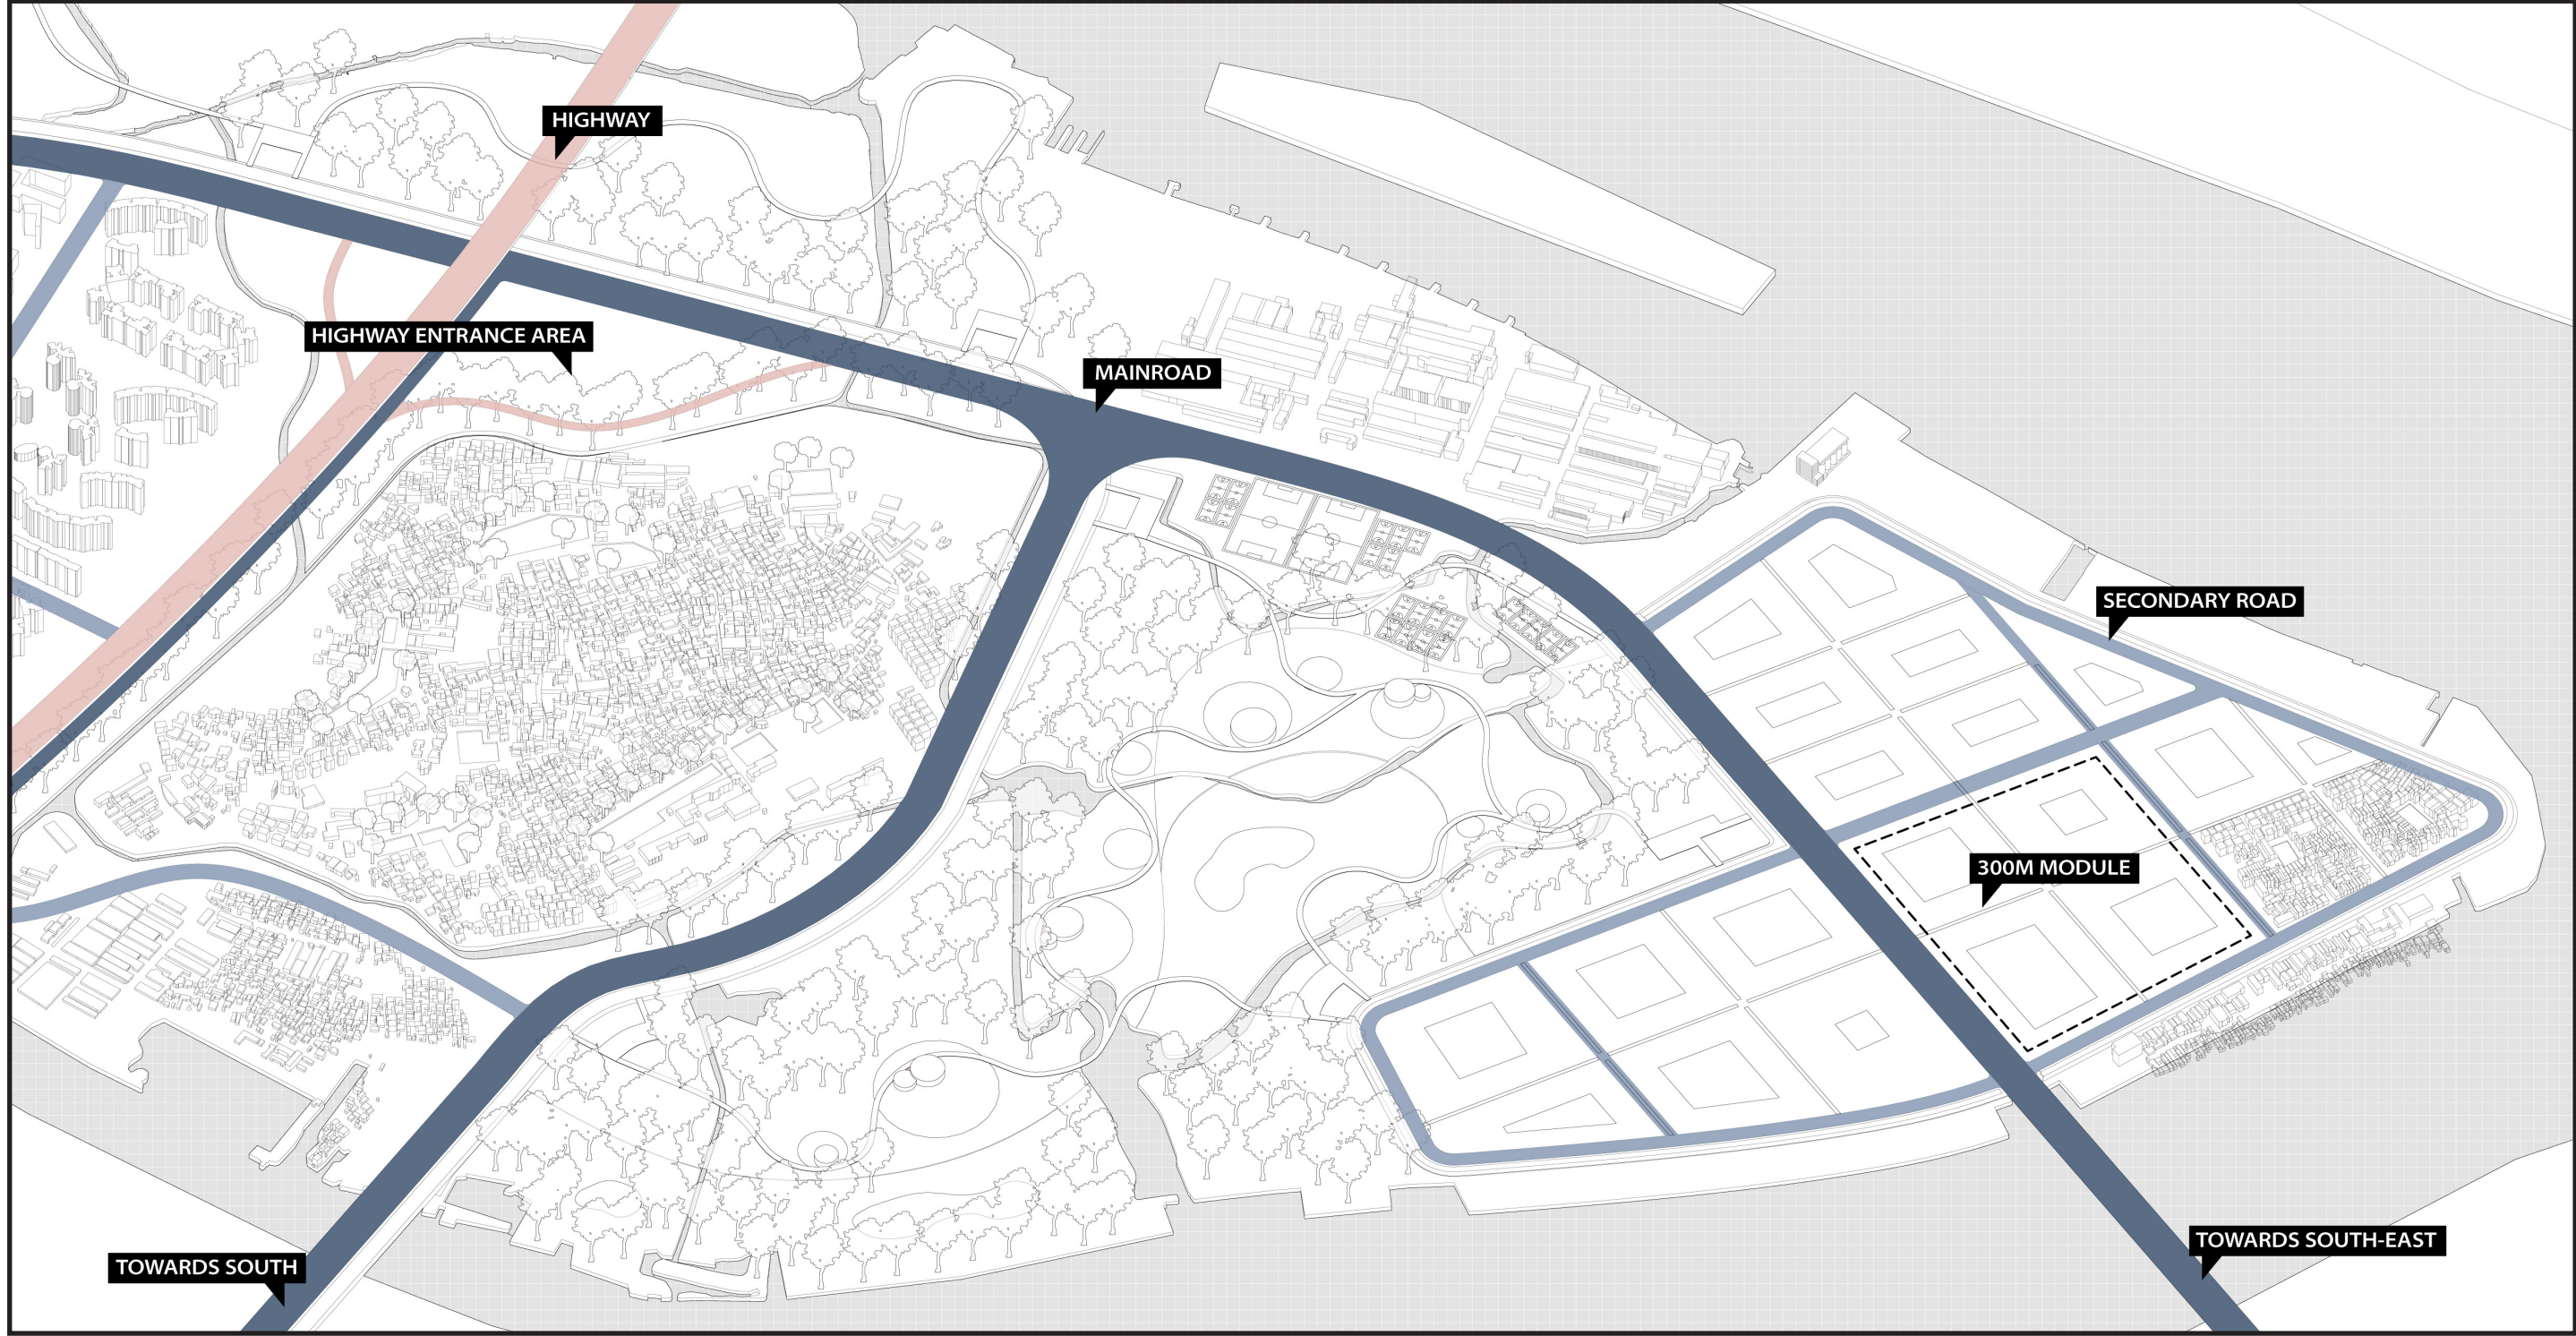 HIGHWAY
HIGHWAY ENTRANCE AREA
MAINROAD
SECONDARY ROAD
300M MODULE
TOWARDS SOUTH
TOWARDS SOUTH-EAST